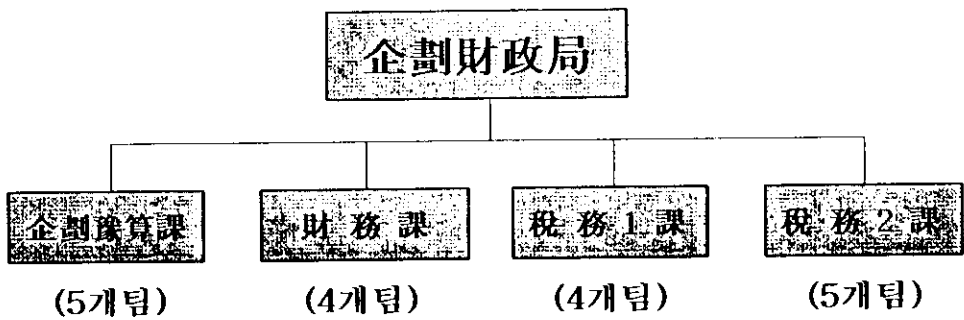 企劃財政局
企劃豫算課 財務課 稅務1課 稅務2課
(5개팀) (4개팀) (4개팀) (5개팀)